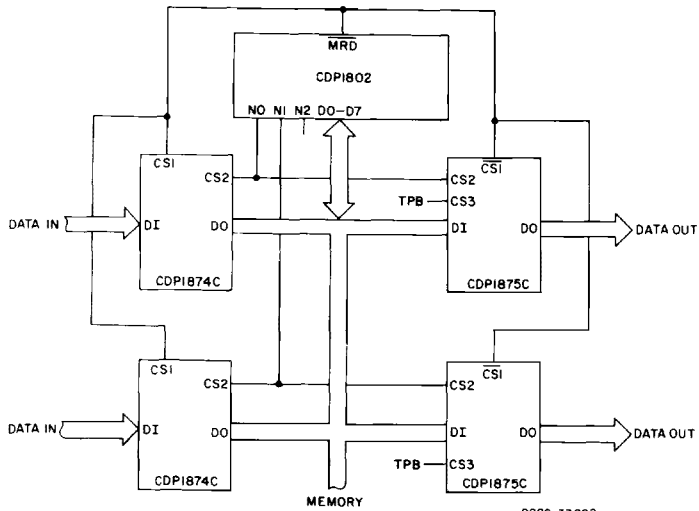 MRD
CDP1802
N0 N1 N2 D0-D7
CS1
CS2
DI
DO
CDP1874C
DATA IN
CS1
CS2
TPB
CS3
DI
DO
CDP1875C
DATA OUT
CS1
CS2
DATA IN
DI
DO
CDP1874C
CS1
CS2
DI
DO
TPB
CS3
CDP1875C
DATA OUT
MEMORY